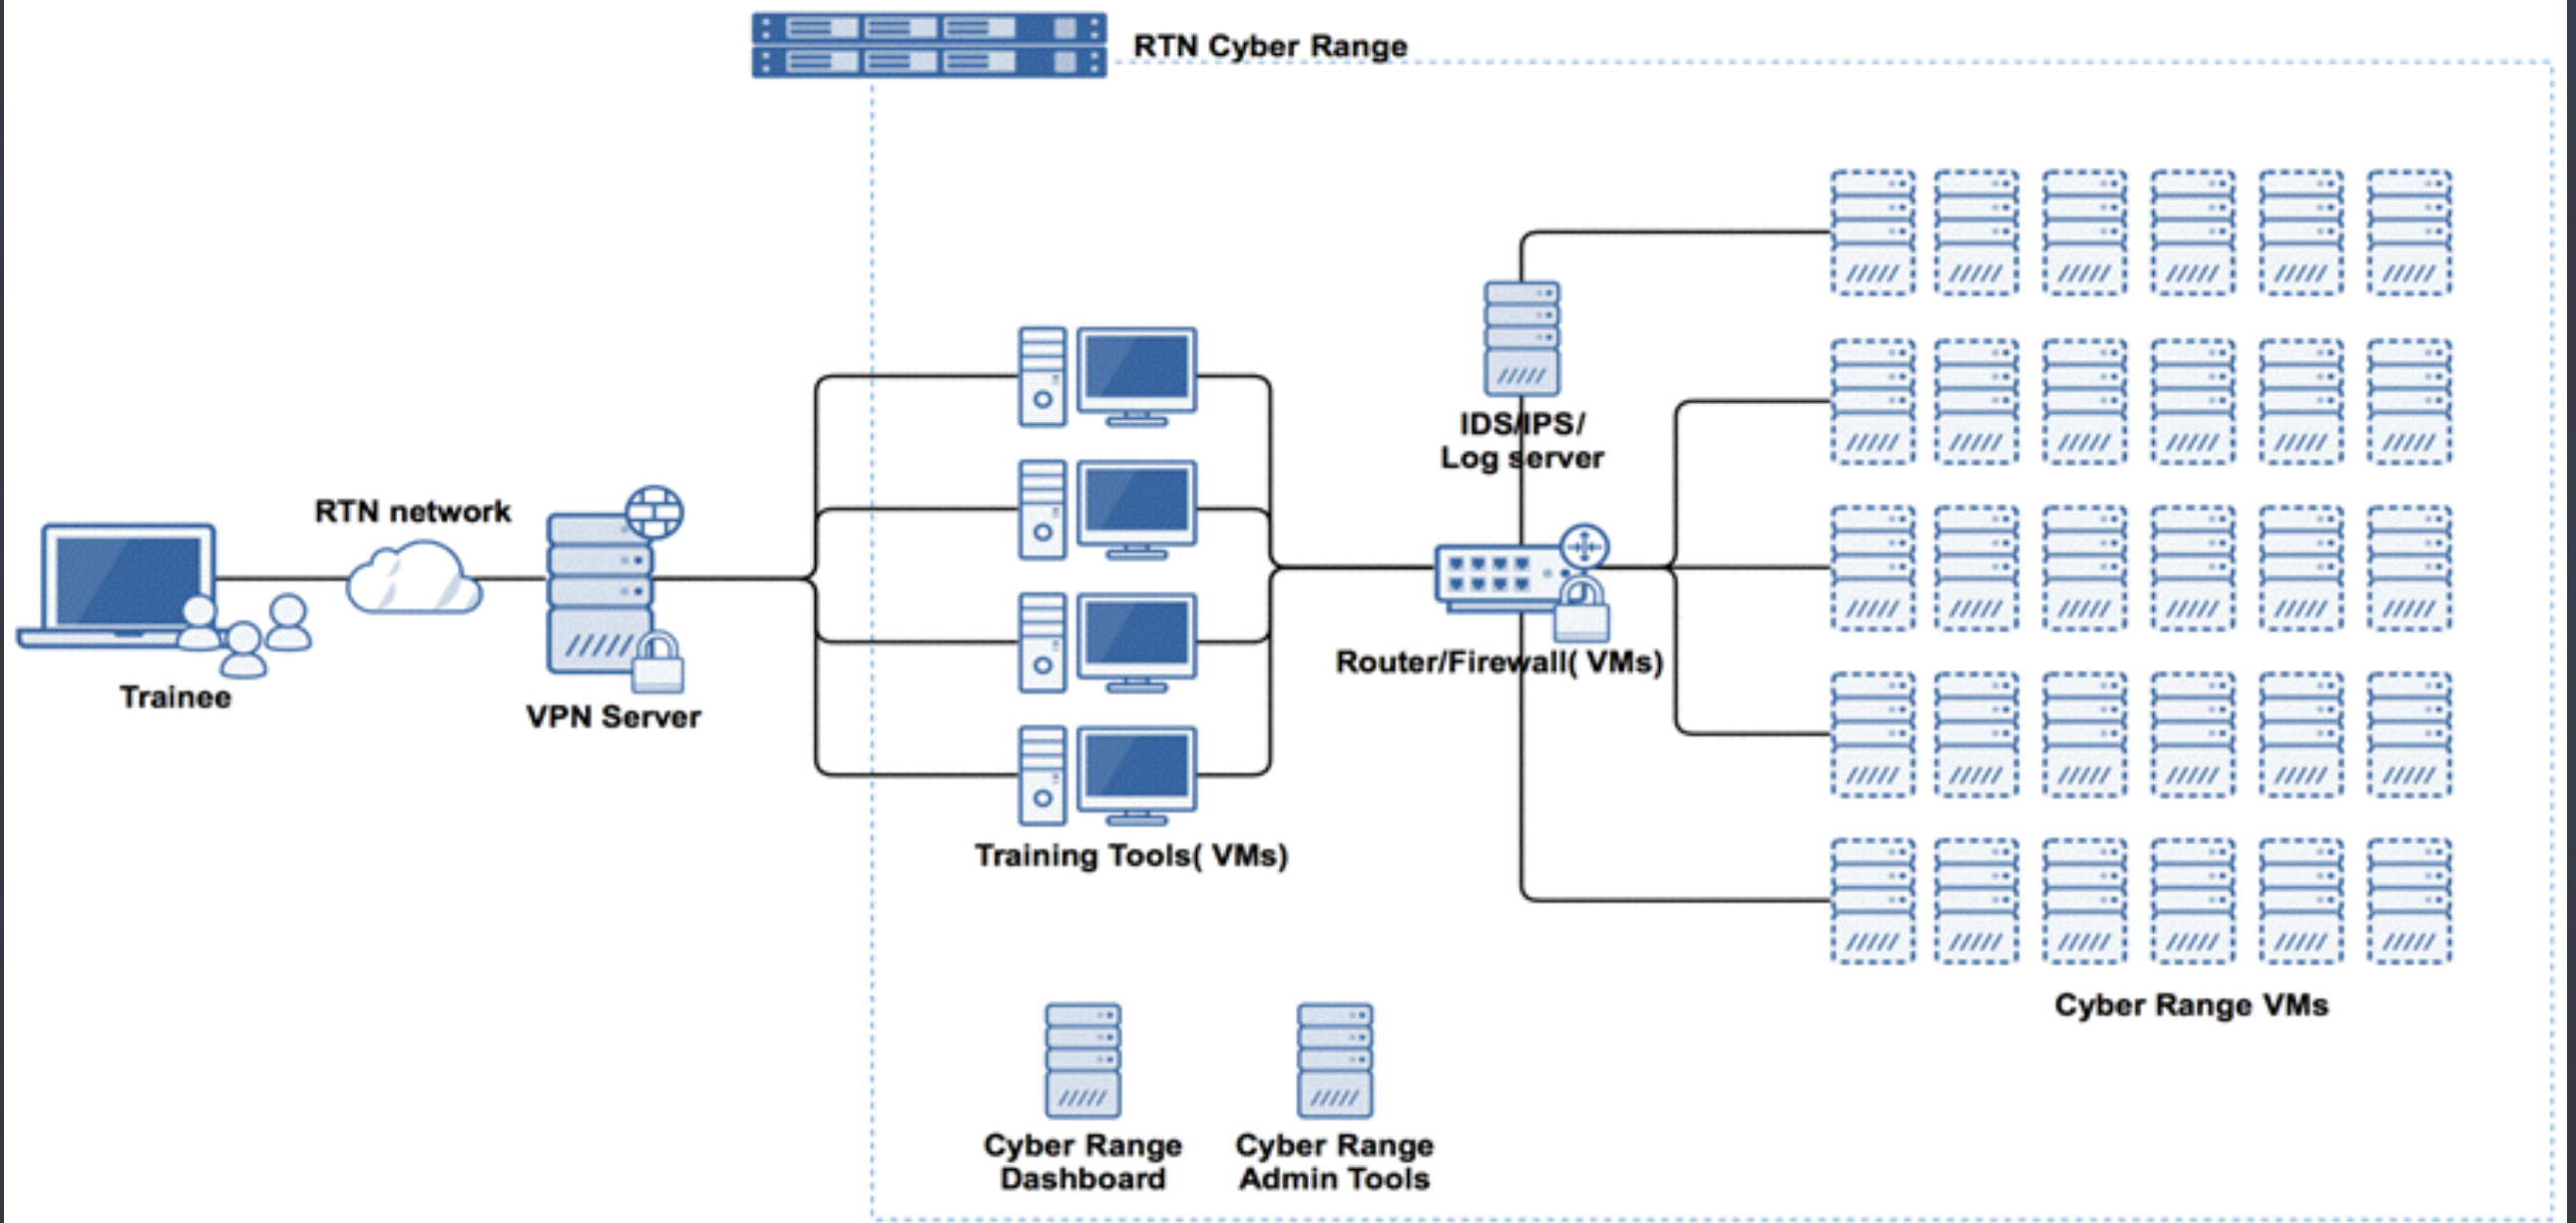 RTN Cyber Range
IDS/IPS/
Log server
RTN network
Trainee
VPN Server
Router/Firewall( VMs)
Training Tools( VMs)
Cyber Range VMs
Cyber Range
Dashboard
Cyber Range
Admin Tools